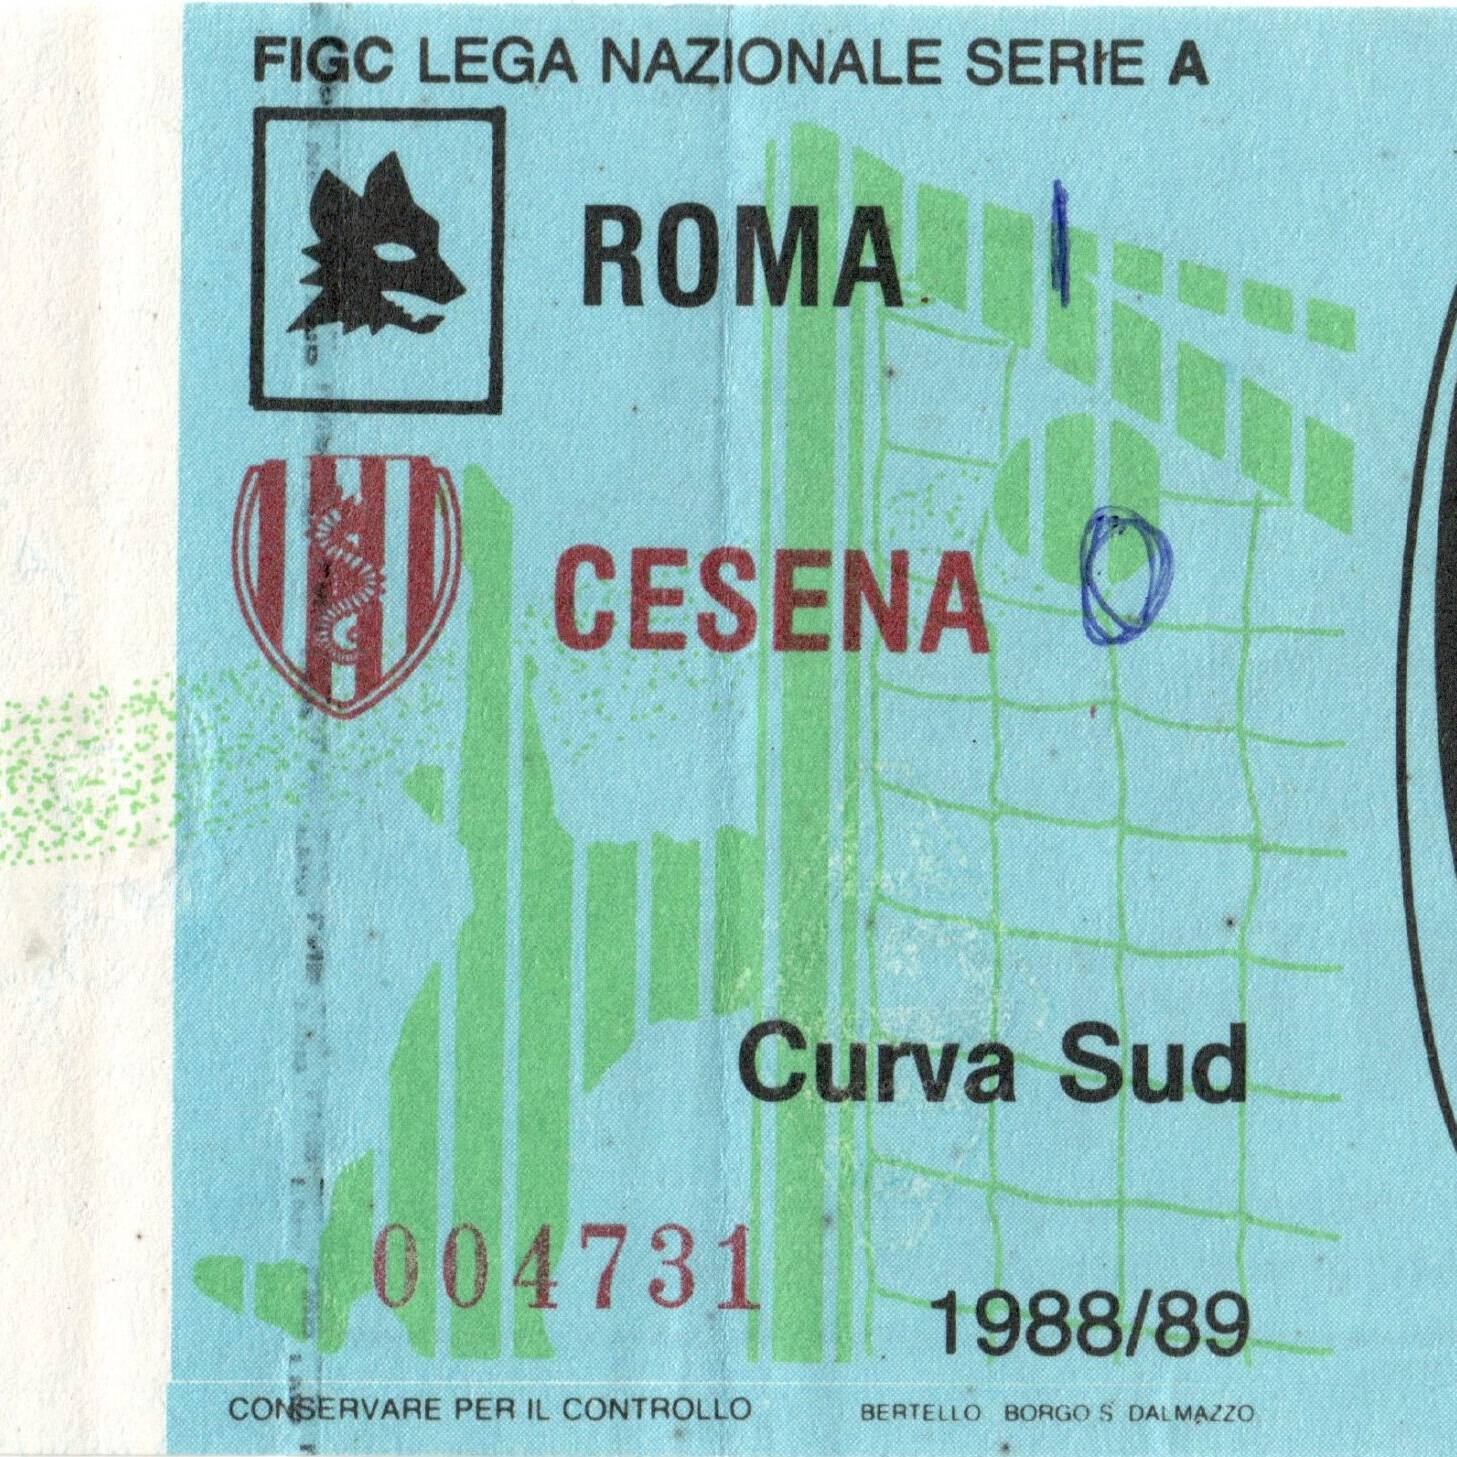 FIGC LEGA NAZIONALE SERIE A
ROMA 1
CESENA 0
Curva Sud
004731
1988/89
CONSERVARE PER IL CONTROLLO BERTELLO BORGO S DALMAZZO